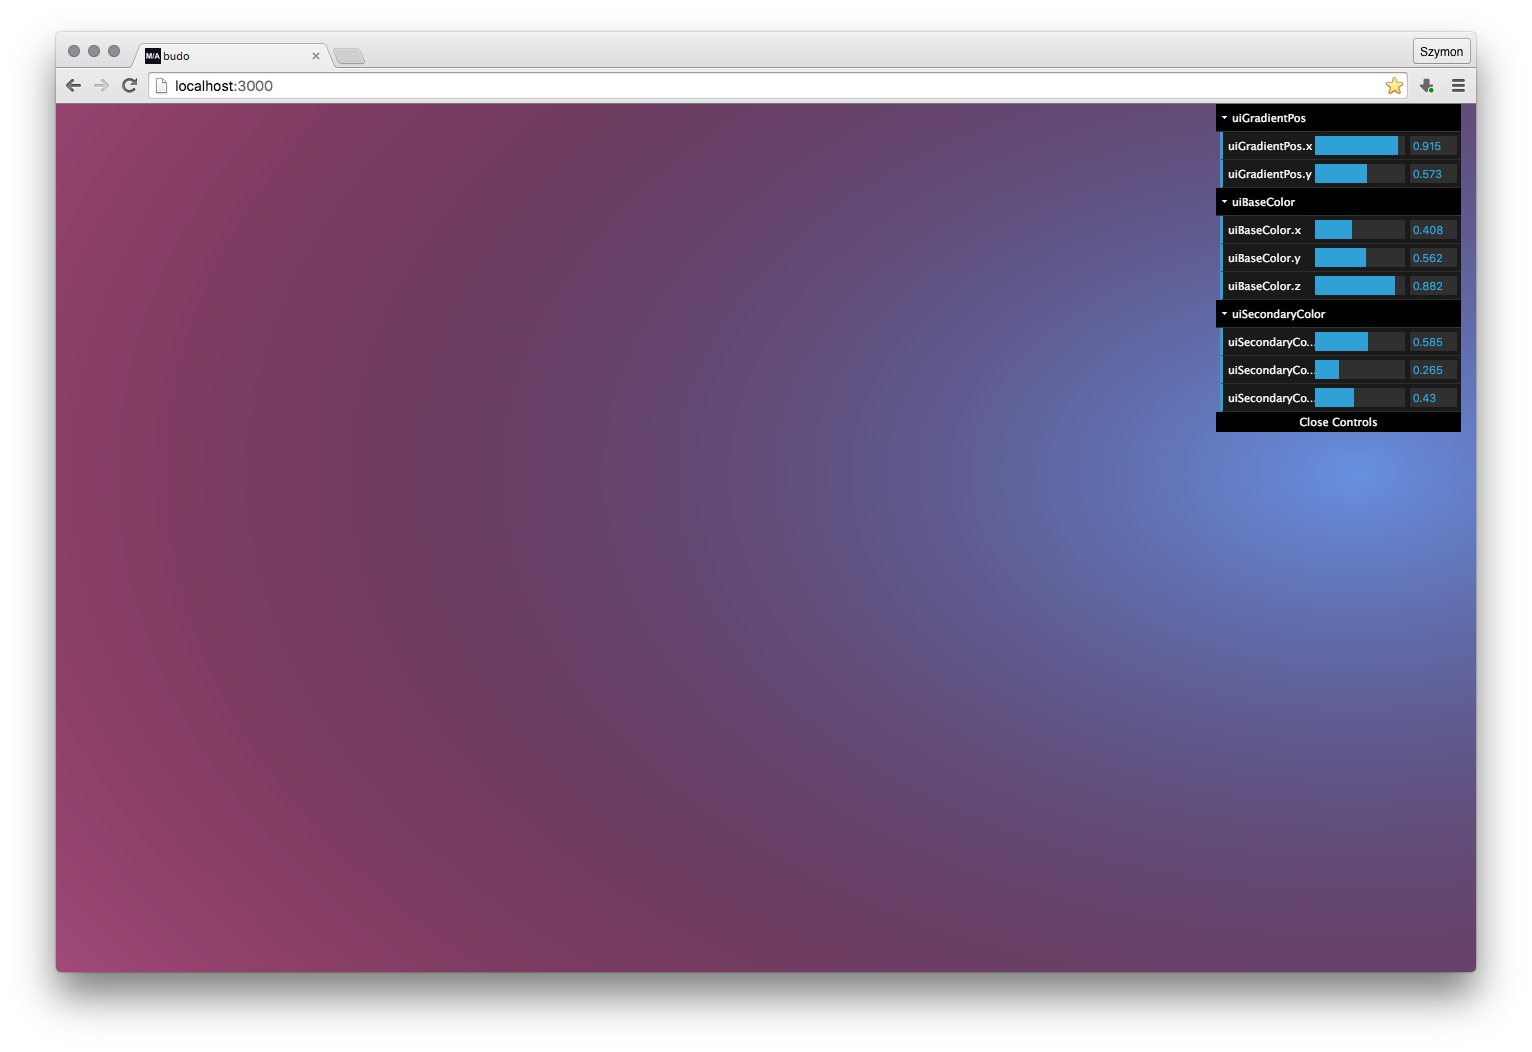 M/A budo
Szymon
localhost:3000
uiGradientPos
uiGradientPos.x 0.915
uiGradientPos.y 0.573
uiBaseColor
uiBaseColor.x 0.408
uiBaseColor.y 0.562
uiBaseColor.z 0.882
uiSecondaryColor
uiSecondaryCo... 0.585
uiSecondaryCo... 0.265
uiSecondaryCo... 0.43
Close Controls